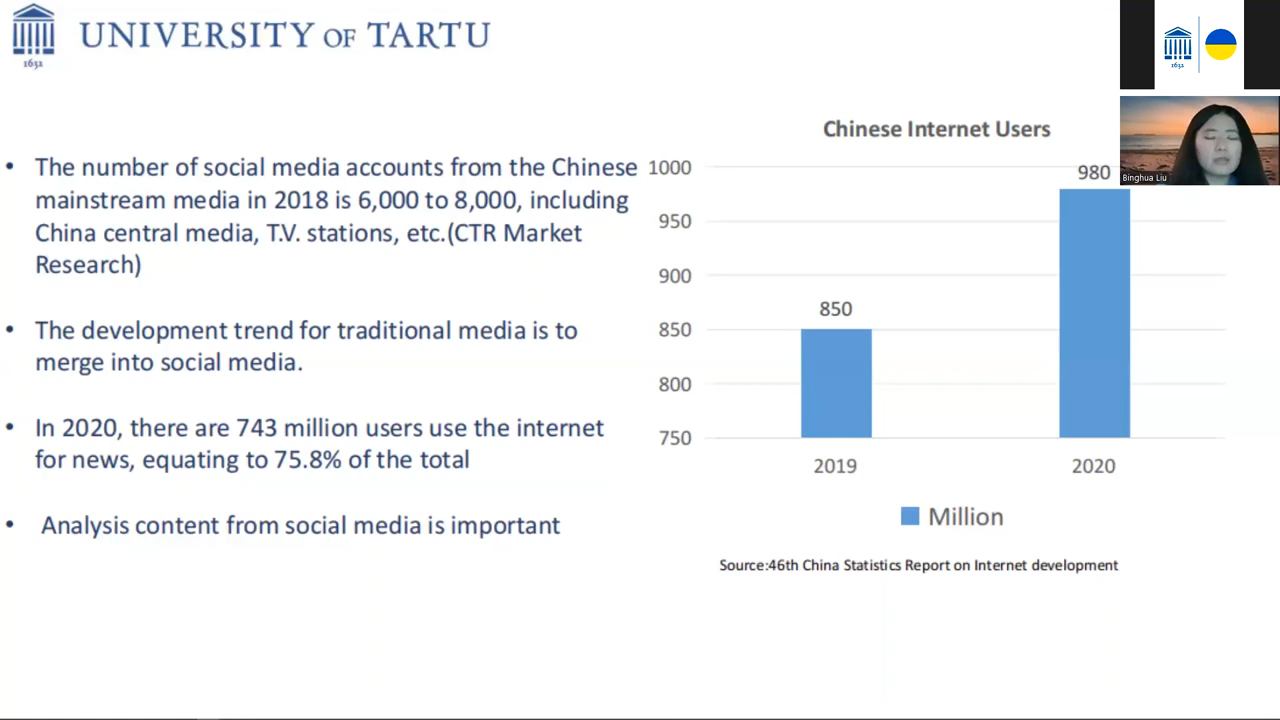 UNIVERSITY OF TARTU
1632
1632
Binghua Liu
• The number of social media accounts from the Chinese
mainstream media in 2018 is 6,000 to 8,000, including
China central media, T.V. stations, etc.(CTR Market
Research)
• The development trend for traditional media is to
merge into social media.
• In 2020, there are 743 million users use the internet
for news, equating to 75.8% of the total
• Analysis content from social media is important
Chinese Internet Users
1000
950
900
850
800
750
850
980
2019
2020
Million
Source:46th China Statistics Report on Internet development